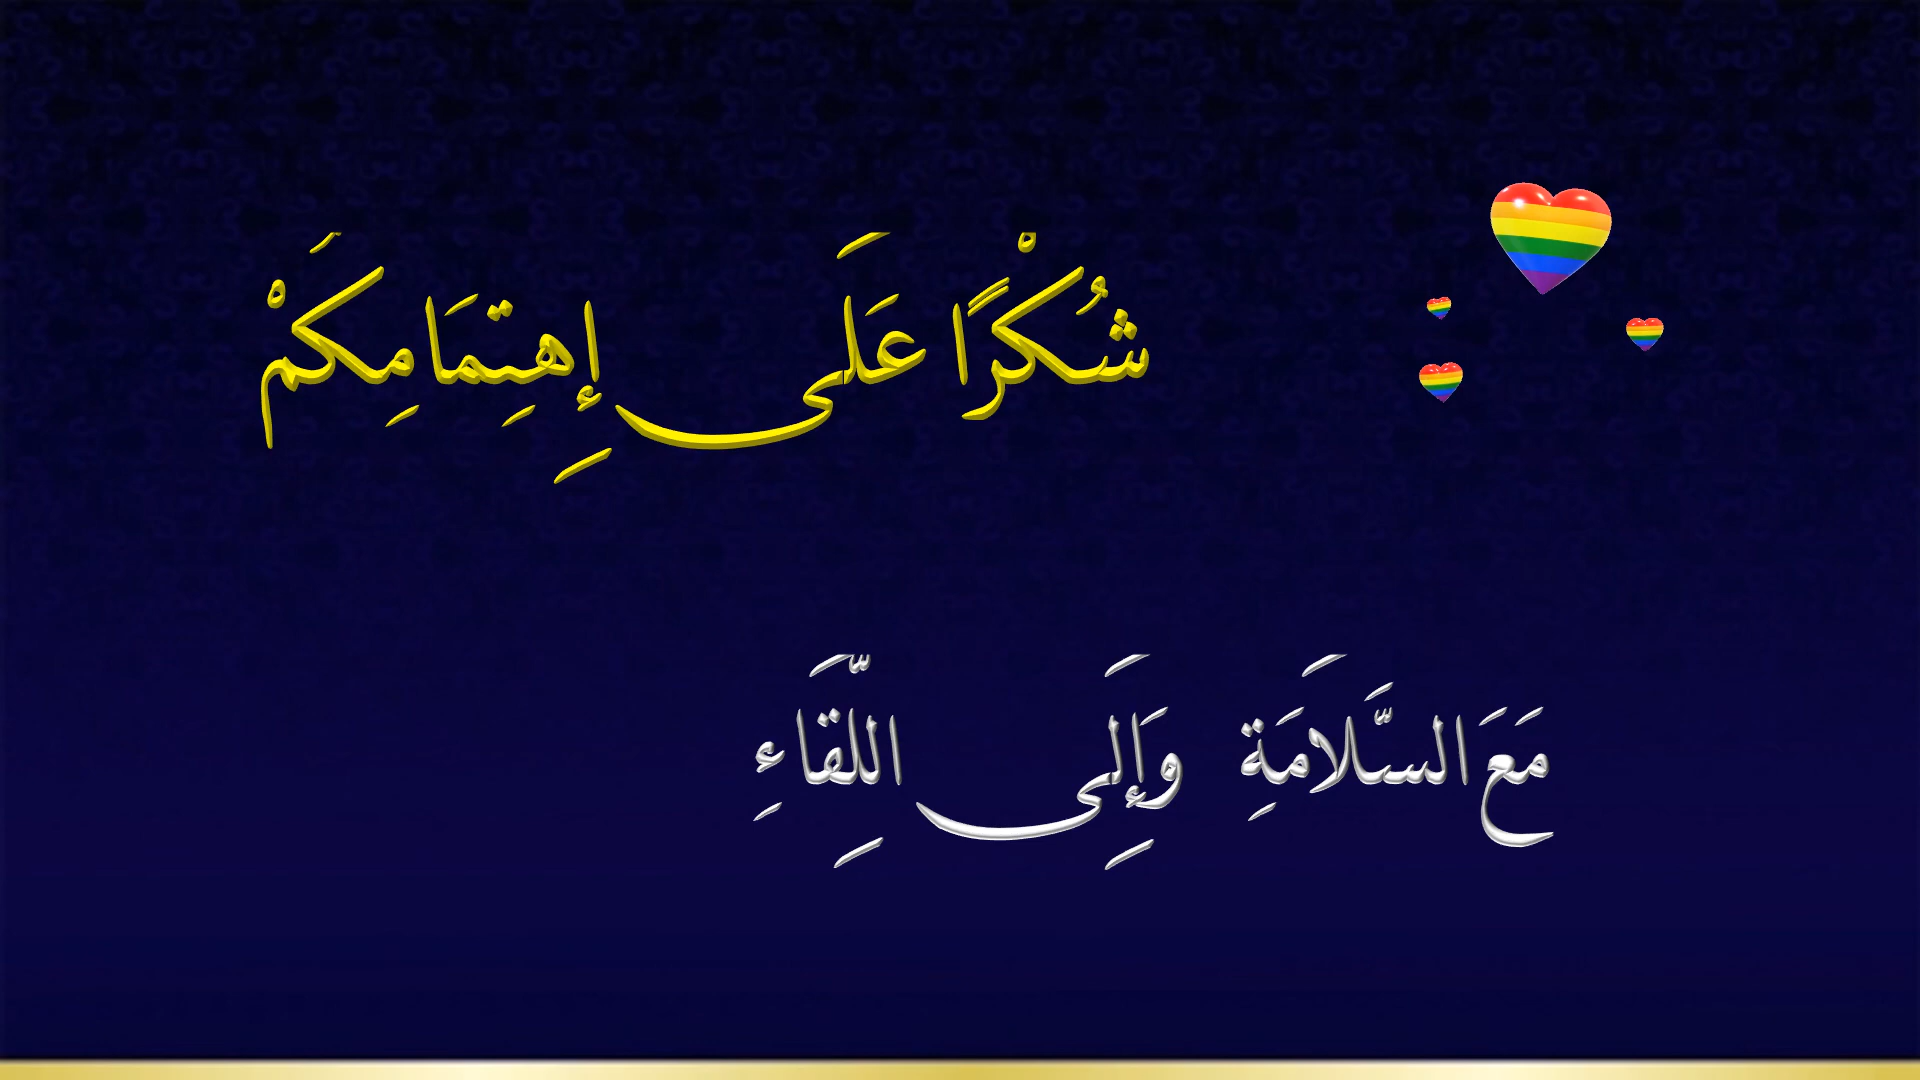 شُكْرًا عَلَى إِهتِمَامِكَمْ
مَعَ السَّلَامَةِ وَإِلَى اللِّقَاءِ